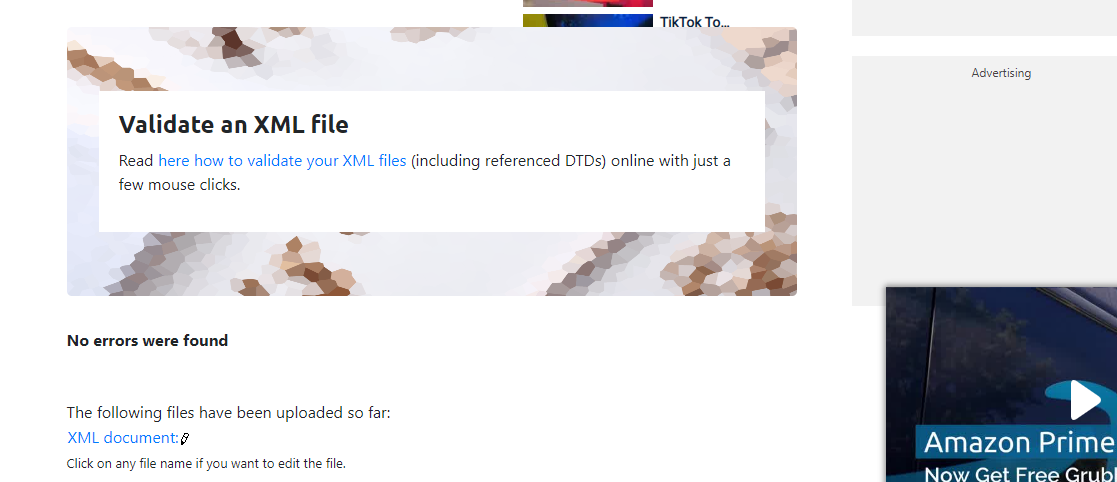 TikTok To...
Advertising
Validate an XML file
Read here how to validate your XML files (including referenced DTDs) online with just a
few mouse clicks.
No errors were found
The following files have been uploaded so far:
XML document:
Click on any file name if you want to edit the file.
Amazon Prime
Now Get Free